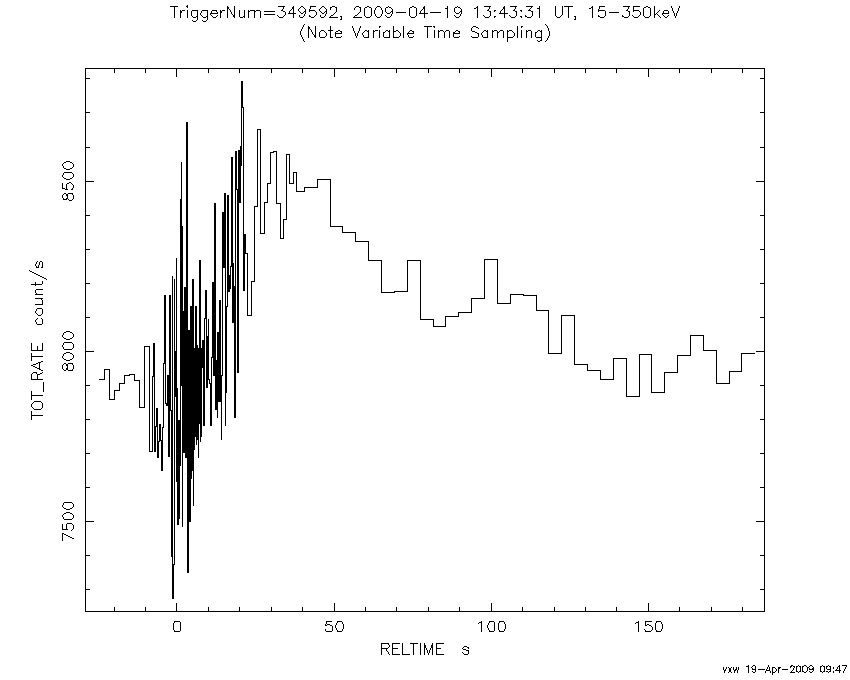 TriggerNum=349592, 2009-04-19 13:43:31 UT, 15-350keV
(Note Variable Time Sampling)
TOT_RATE count/s
8500
8000
7500
0 50 100 150
RELTIME s
vxw 19-Apr-2009 09:47